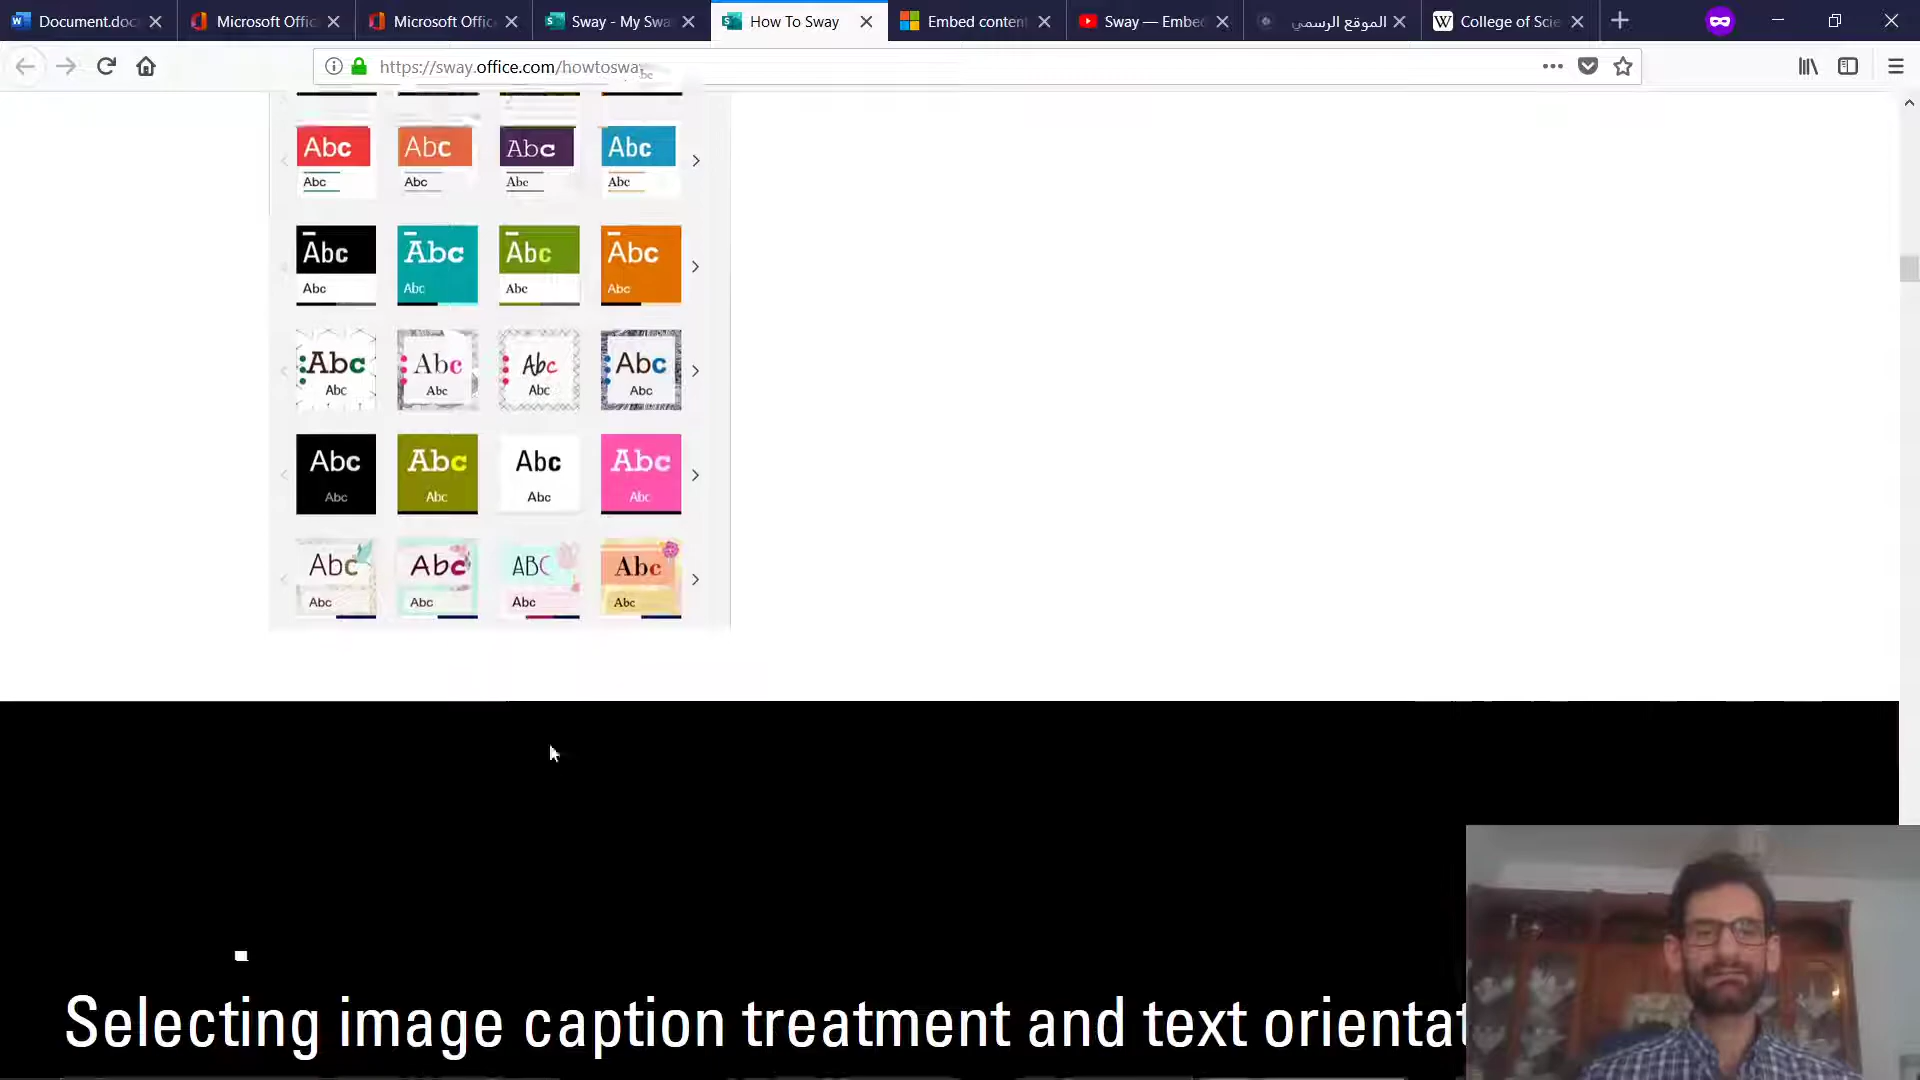 Document.doc
Microsoft Offic
Microsoft Offic
Sway - My Swa
How To Sway
Embed conten
Sway — Embed
الموقع الرسمي
W College of Scie
https://sway.office.com/howtosway
Abc Abc Abc Abc
Abc Abc Abc Abc
Abc Abc Abc Abc
Abc Abc Abc Abc
Abc Abc Abc Abc
Abc Abc Abc Abc
Abc Abc Abc Abc
Abc Abc Abc Abc
Abc Abc ABC Abc
Abc Abc Abc Abc
Selecting image caption treatment and text orientat